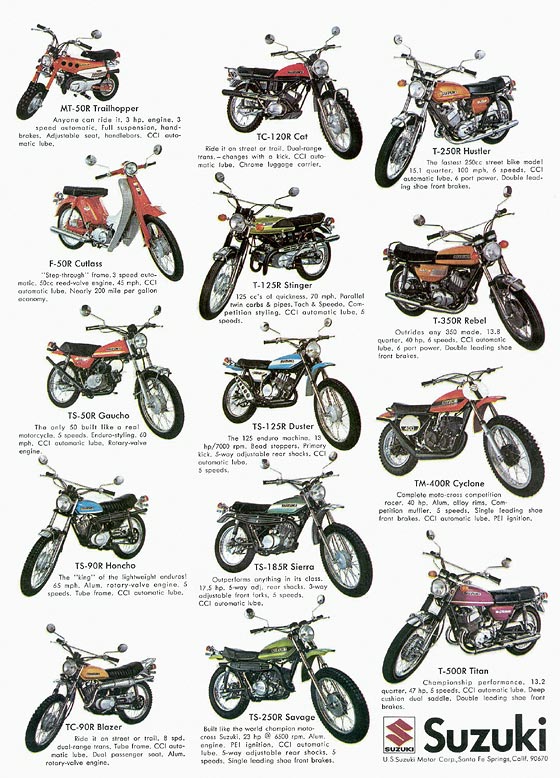 MT-50R Trailhopper
Anyone can ride it. 3 hp. engine. 3
speed automatic, full suspension, hand-
brakes. Adjustable seat, handlebars. CCI auto-
matic lube.
F-50R Cutlass
"Step-through" frame. 3 speed auto-
matic. 50cc reed-valve engine. 45 mph. CCI
automatic lube. Nearly 200 mile per gallon
economy.
TS-50R Gaucho
The only 50 built like a real
motorcycle. 5 speeds. Enduro-styling. 60
mph. CCI automatic lube. Rotary-valve
engine.
TS-90R Honcho
The "king" of the lightweight enduros!
65 mph. Alum. rotary-valve engine. 5
speeds. Tube frame. CCI automatic lube.
TC-90R Blazer
Ride it on street or trail. 8 spd.
dual-range trans. Tube frame. CCI auto-
matic lube. Dual passenger seat. Alum.
rotary-valve engine.
TC-120R Cat
Ride it on street or trail. Dual-range
trans.—changes with a kick. CCI auto-
matic lube. Chrome luggage carrier.
T-125R Stinger
125 cc's of quickness. 70 mph. Parallel
twin carbs & pipes. Tach & Speedo. Com-
petition styling. CCI automatic lube. 5
speeds.
TS-125R Duster
The 125 enduro machine. 13
hp/7000 rpm. Bead stoppers. Primary
kick. 5-way adjustable rear shocks, CCI
automatic lube.
5 speeds.
TS-185R Sierra
Outperforms anything in its class.
17.5 hp. 5-way adj. rear shocks. 3-way
adjustable front forks, 5 speeds.
CCI automatic lube.
TS-250R Savage
Built like the world champion moto-
cross Suzuki. 23 hp @ 6500 rpm. Alum.
engine. PEI ignition, CCI automatic
lube. 5-way adjustable rear shocks, 5
speeds.
T-250R Hustler
The fastest 250cc street bike made!
15.1 quarter, 100 mph, 6 speeds. CCI
automatic lube, 6 port power. Double lead-
ing shoe front brakes.
T-350R Rebel
Outrides any 350 made. 13.8
quarter, 40 hp, 6 speeds. CCI automatic
lube, 6 port power. Double leading shoe
front brakes.
400
TM-400R Cyclone
Complete moto-cross competition
racer. 40 hp. Alum. alloy rims. Com-
petition muffler. 5 speeds. Single leading shoe
front brakes. CCI automatic lube. PEI ignition.
SUZUKI
T-500R Titan
Championship performance. 13.2
quarter, 47 hp, 5 speeds. CCI automatic lube. Deep
cushion dual saddle. Double leading shoe front
brakes.
SUZUKI
Suzuki
U.S. Suzuki Motor Corp., Santa Fe Springs, Calif. 90670